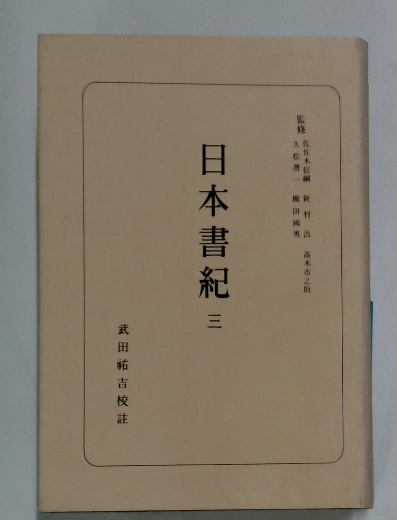 監修 佐佐木信綱 新村出 高木市之助
久松潜一 柳田國男
日本書紀 三
武田祐吉校註